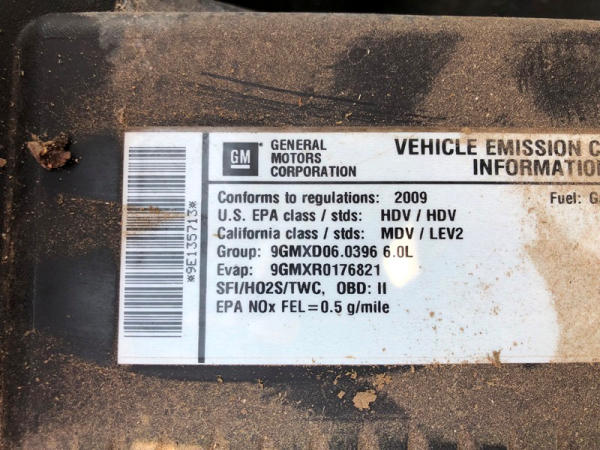 GM
GENERAL
MOTORS
CORPORATION
VEHICLE EMISSION C
INFORMATION
Conforms to regulations: 2009
Fuel: G
U.S. EPA class / stds: HDV / HDV
California class / stds: MDV / LEV2
Group: 9GMXD06.0396 6.0L
Evap: 9GMXR0176821
SFI/HO2S/TWC, OBD: II
EPA NOx FEL=0.5 g/mile
*9E135713*